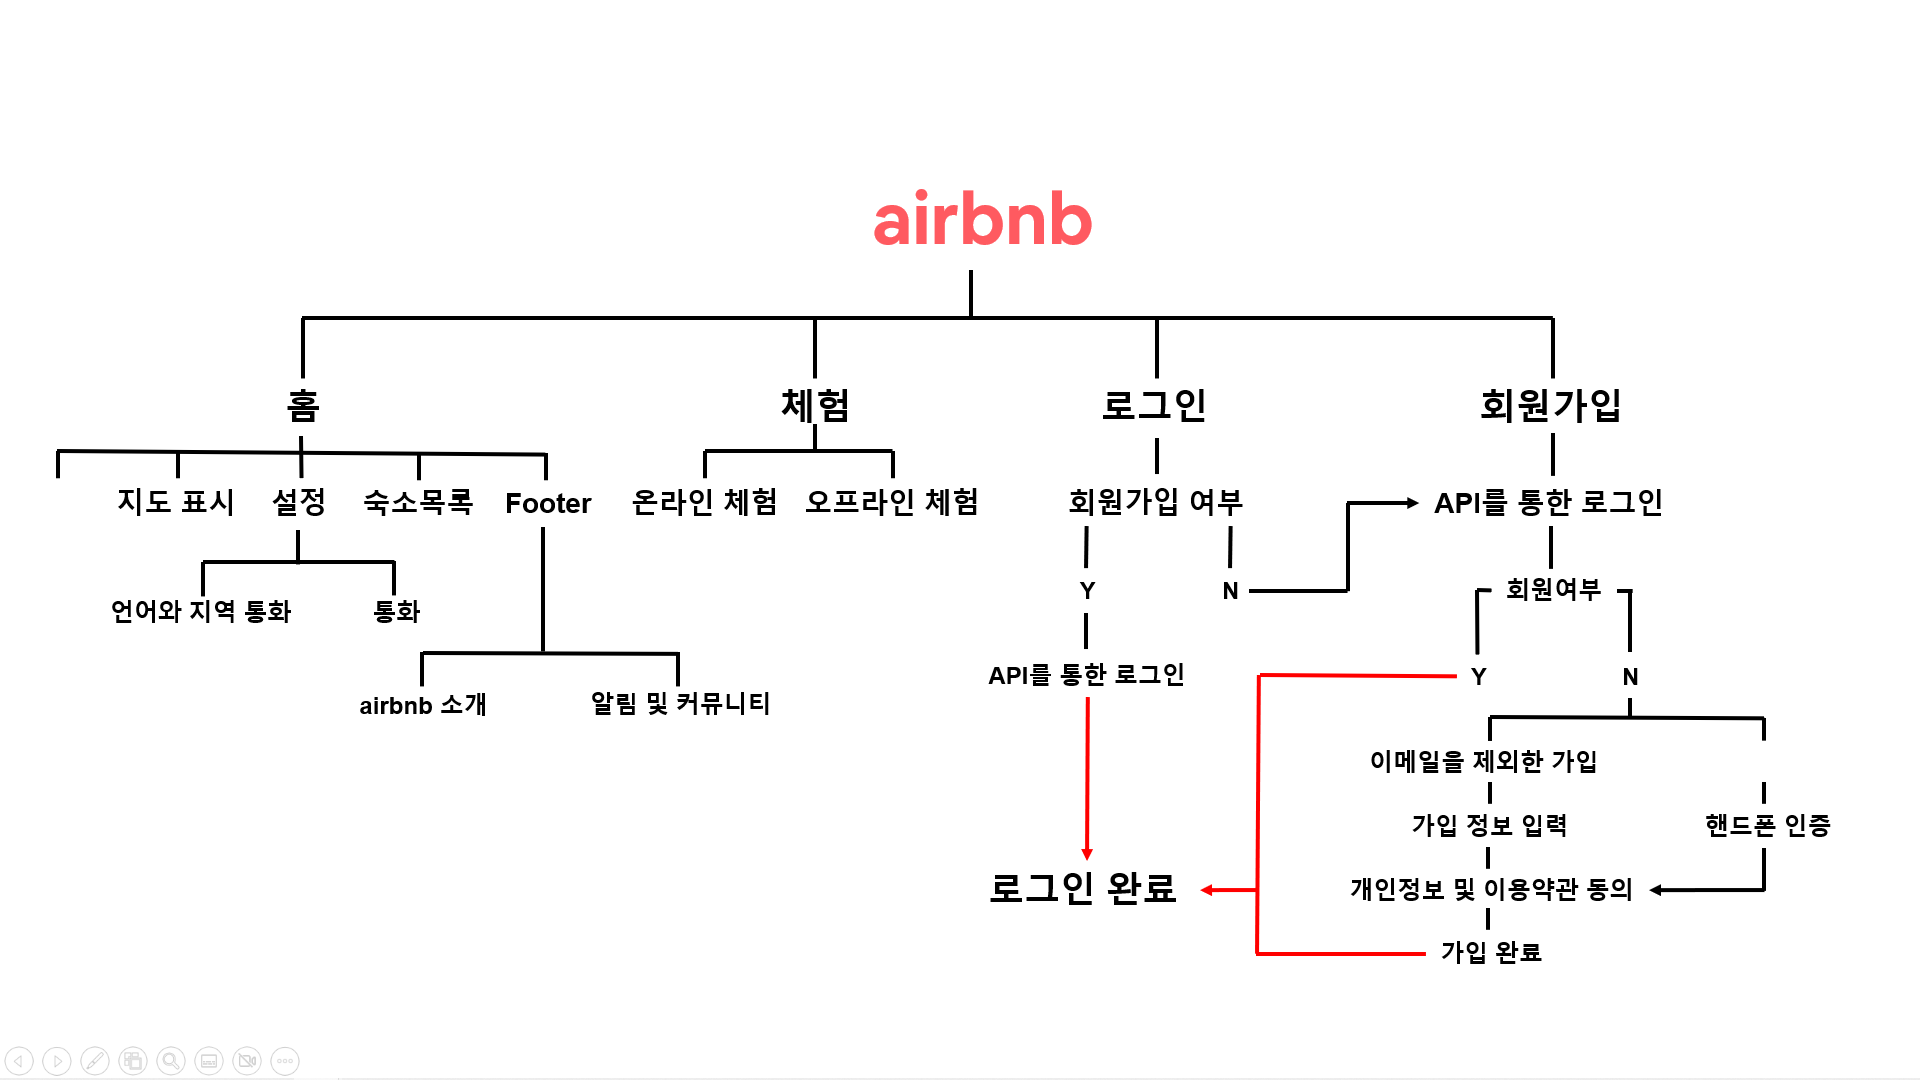 airbnb
홈
체험
로그인
회원가입
지도 표시
설정
숙소목록
Footer
온라인 체험
오프라인 체험
회원가입 여부
API를 통한 로그인
언어와 지역 통화
통화
Y
N
회원여부
airbnb 소개
알림 및 커뮤니티
API를 통한 로그인
Y
N
이메일을 제외한 가입
가입 정보 입력
핸드폰 인증
로그인 완료
개인정보 및 이용약관 동의
가입 완료